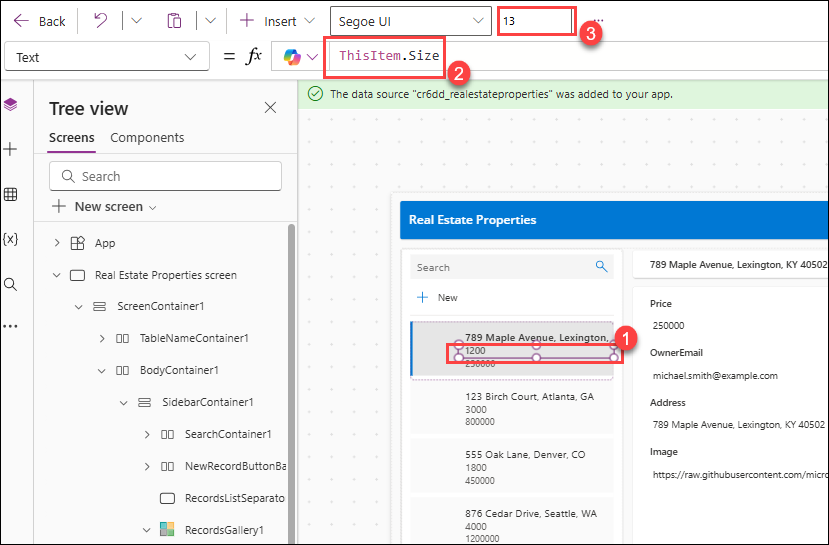 Back
Insert
Segoe UI
13
...
3
Text
= fx
ThisItem.Size
2
The data source "cr6dd_realestateproperties" was added to your app.
Tree view
Screens
Components
Search
New screen
App
Real Estate Properties screen
ScreenContainer1
TableNameContainer1
BodyContainer1
SidebarContainer1
SearchContainer1
NewRecordButtonBa
RecordsListSeparato
RecordsGallery1
{x}
Real Estate Properties
Search
New
789 Maple Avenue, Lexington,
1200
250000
1
123 Birch Court, Atlanta, GA
3000
800000
555 Oak Lane, Denver, CO
1800
450000
876 Cedar Drive, Seattle, WA
4000
1200000
789 Maple Avenue, Lexington, KY 40502
Price
250000
OwnerEmail
michael.smith@example.com
Address
789 Maple Avenue, Lexington, KY 40502
Image
https://raw.githubusercontent.com/micro